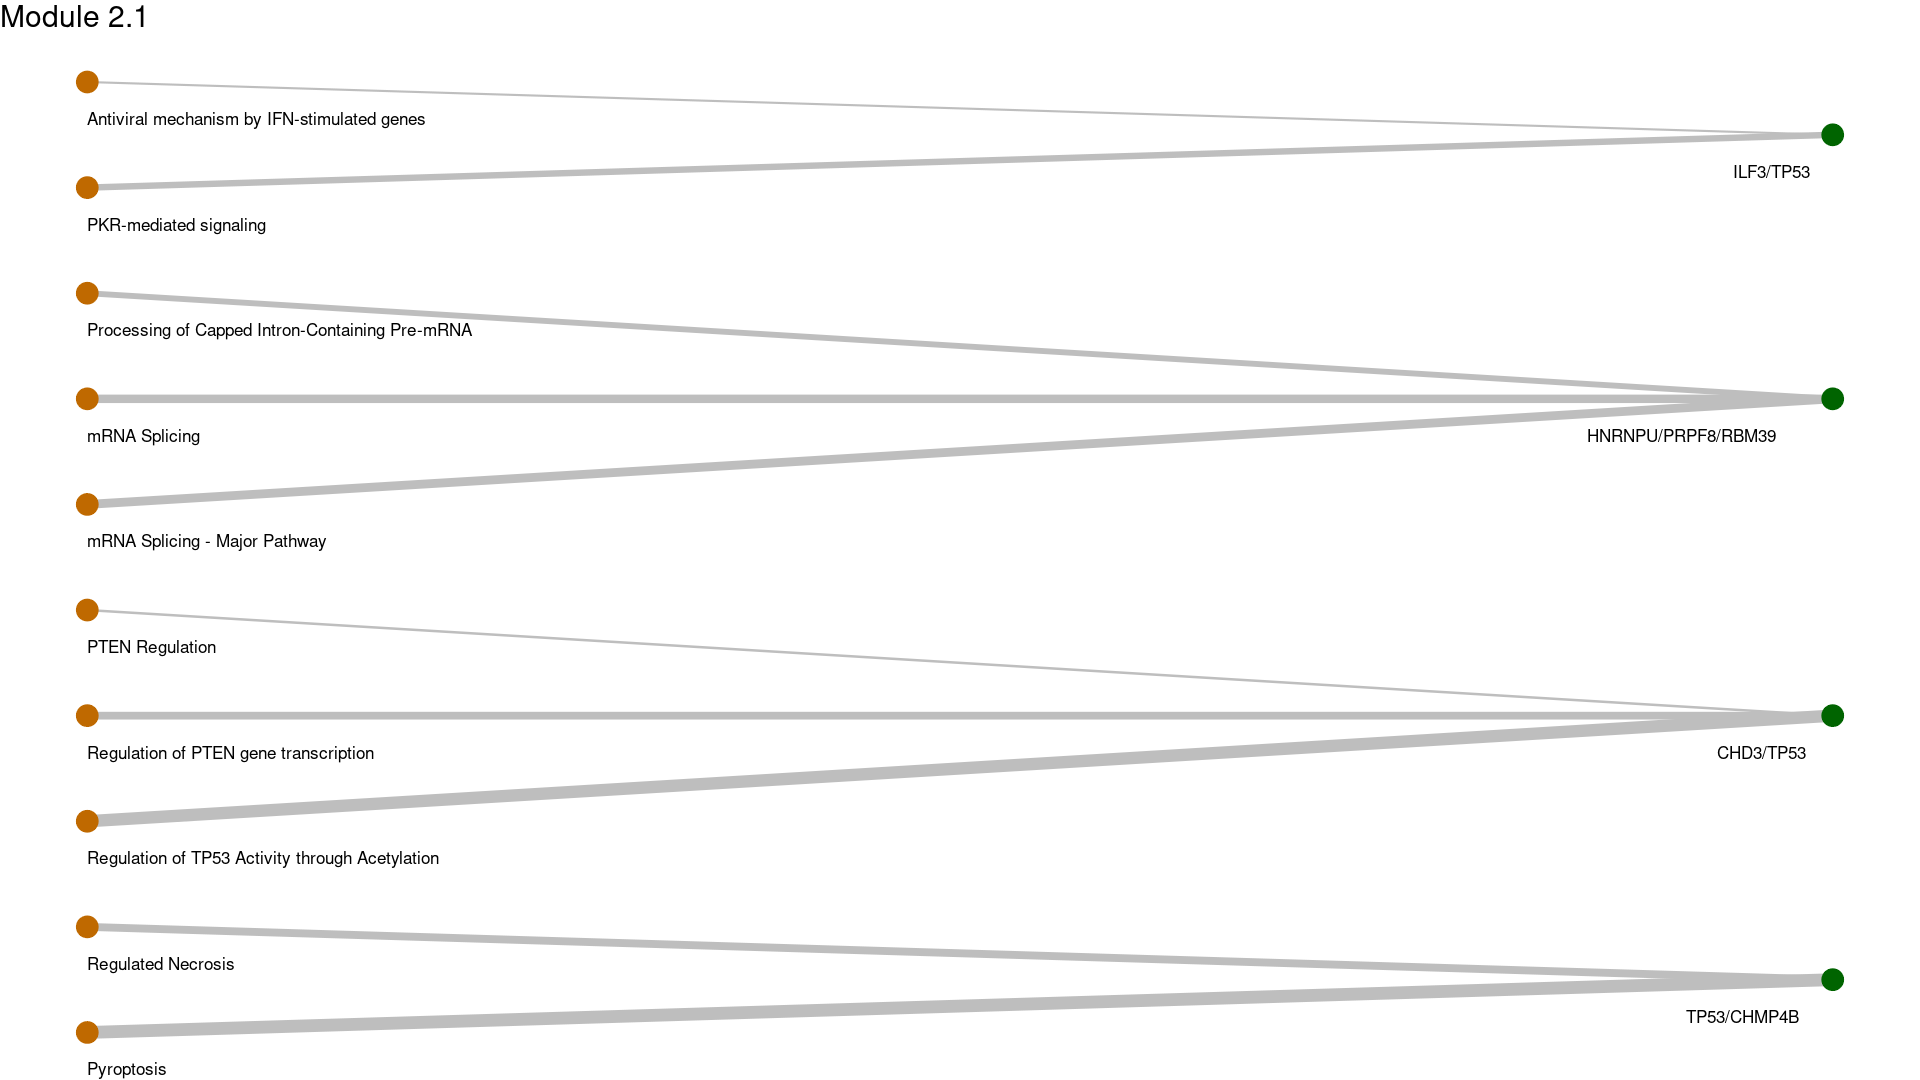 Module 2.1
Antiviral mechanism by IFN-stimulated genes
ILF3/TP53
PKR-mediated signaling
Processing of Capped Intron-Containing Pre-mRNA
mRNA Splicing
HNRNPU/PRPF8/RBM39
mRNA Splicing - Major Pathway
PTEN Regulation
Regulation of PTEN gene transcription
CHD3/TP53
Regulation of TP53 Activity through Acetylation
Regulated Necrosis
TP53/CHMP4B
Pyroptosis